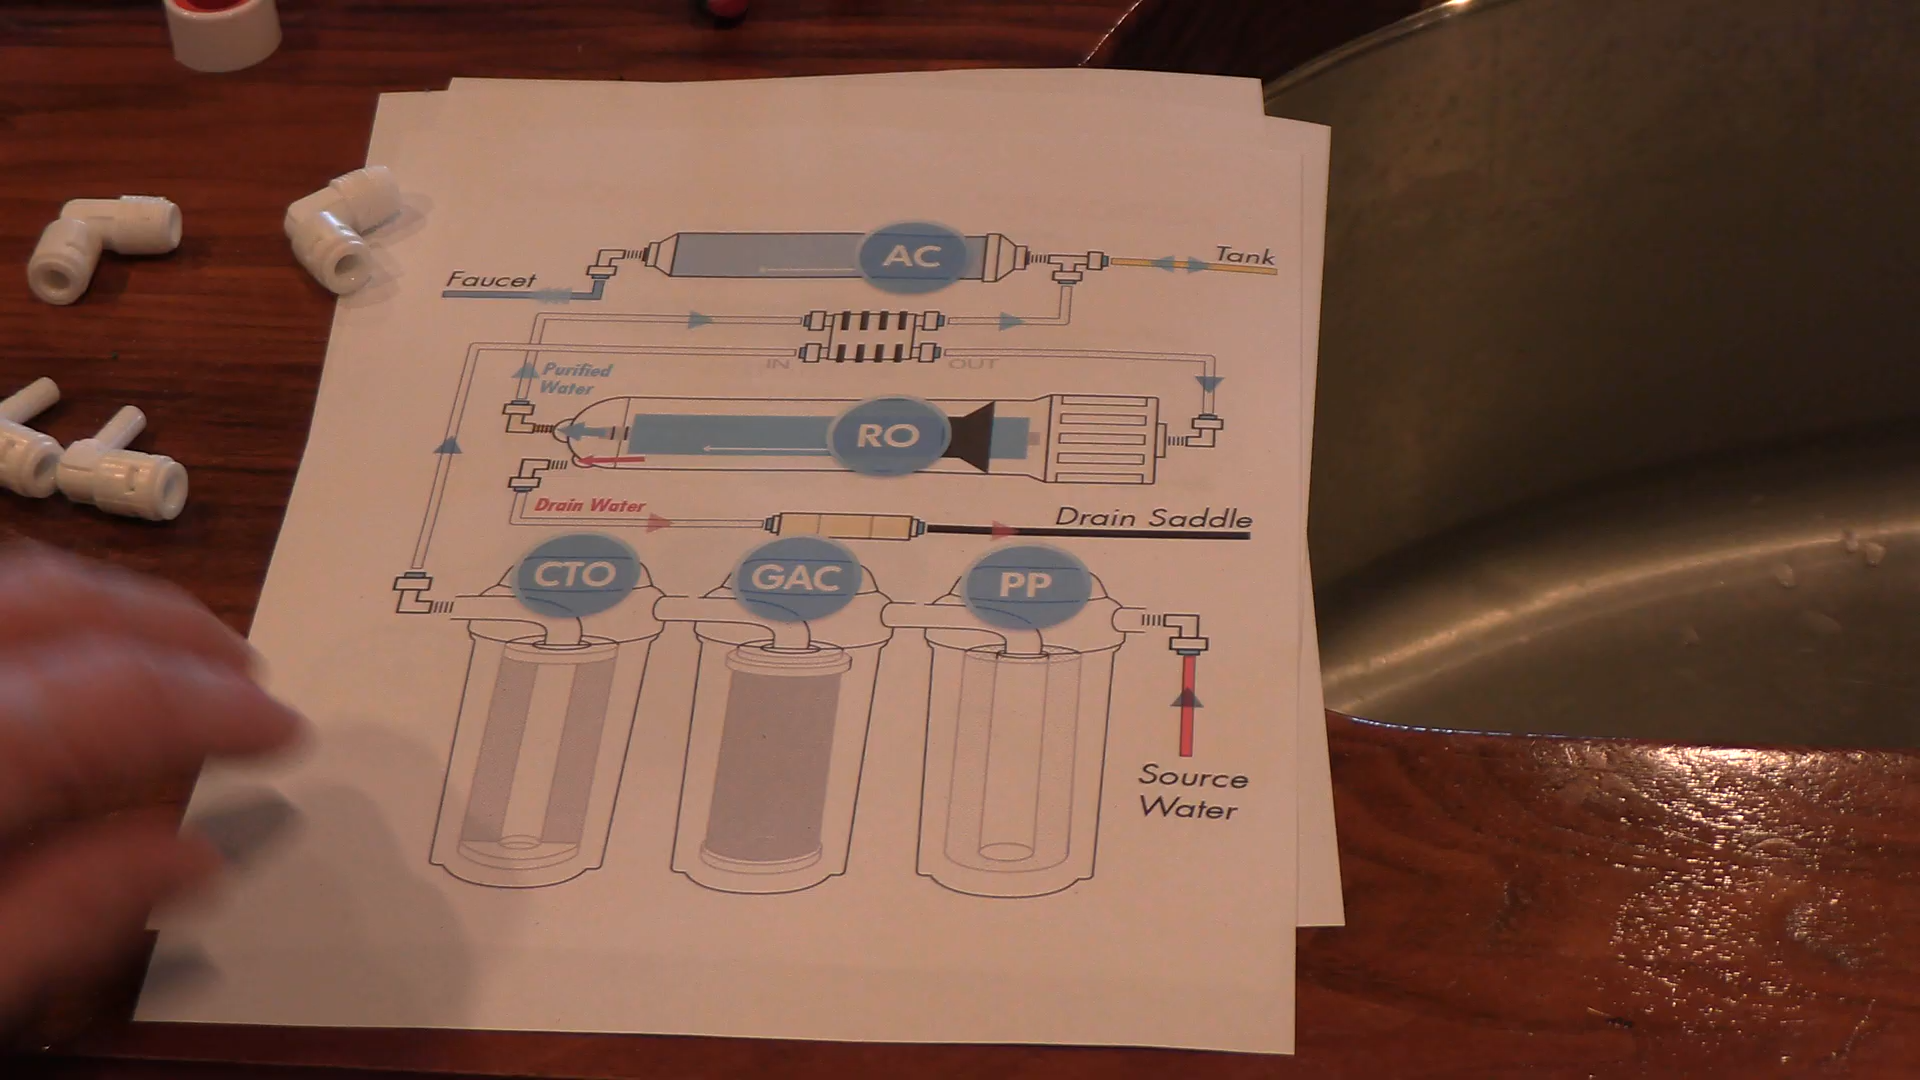 AC
Tank
Faucet
IN
OUT
Purified
Water
RO
Drain Water
Drain Saddle
CTO
GAC
PP
Source
Water